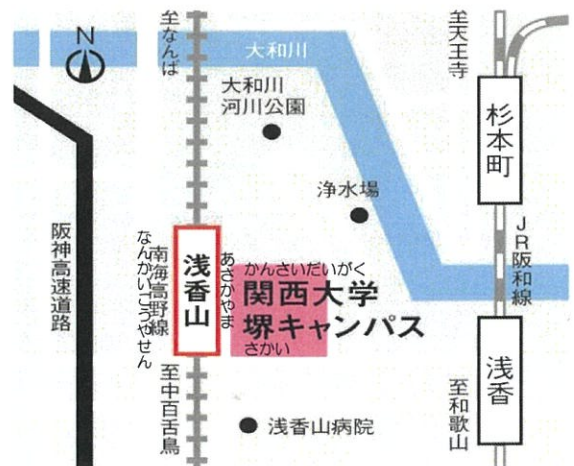 N
至なんば
大和川
至天王寺
大和川
河川公園
杉本町
浄水場
阪神高速道路
なんかいこうやせん
南海高野線
浅香山
あさかやま
かんさいだいがく
関西大学
堺キャンパス
さかい
JR阪和線
浅香
至中百舌鳥
至和歌山
浅香山病院